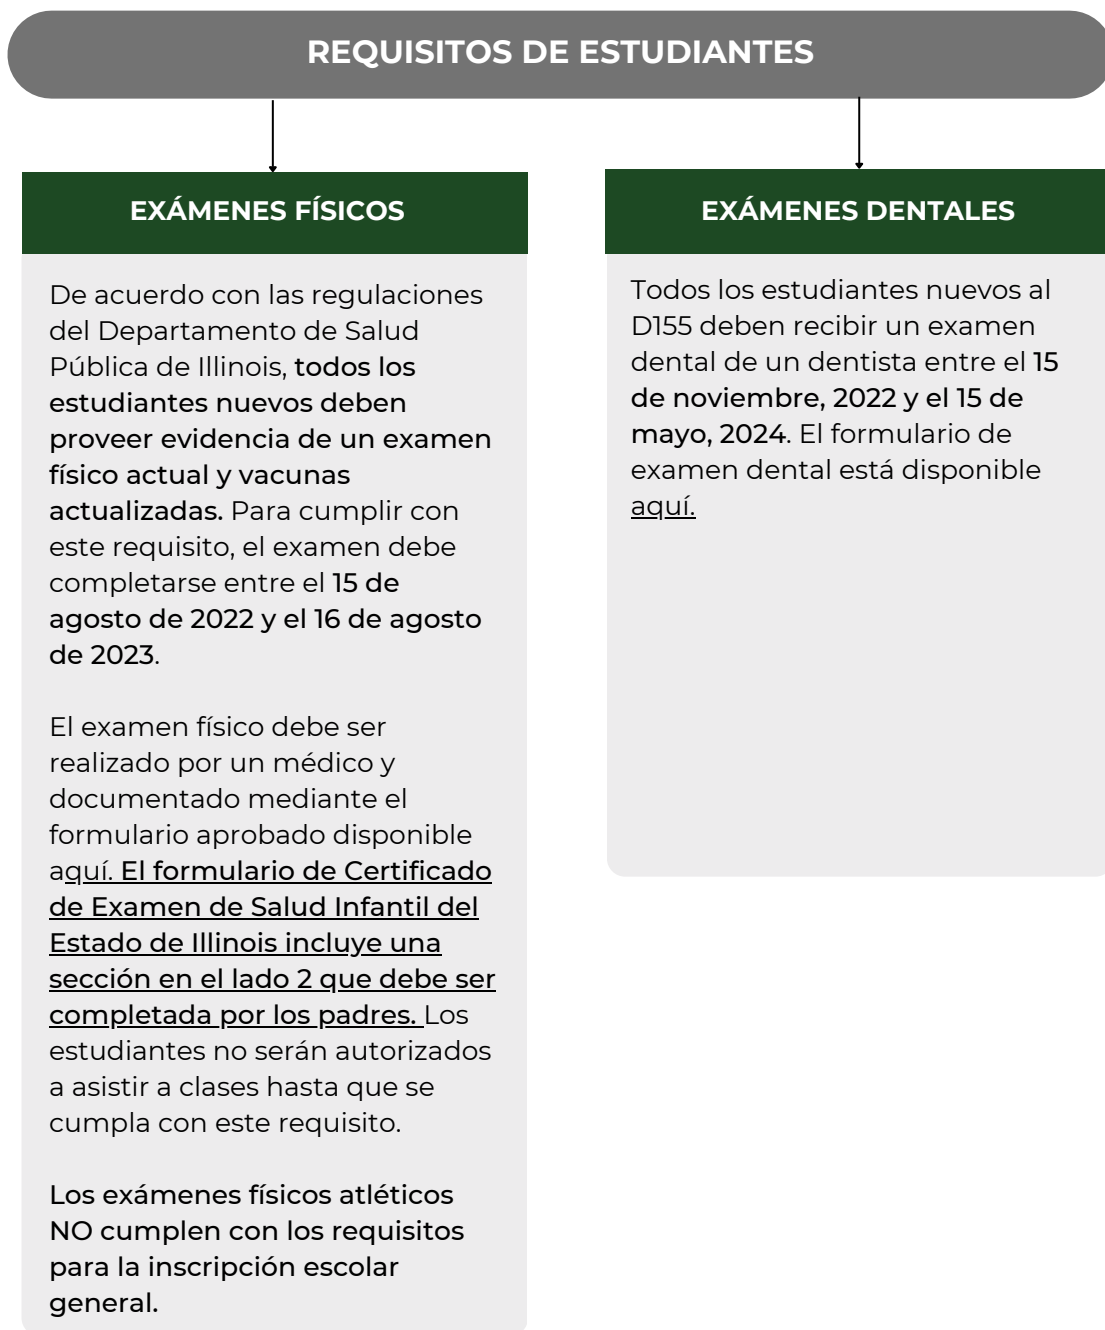 REQUISITOS DE ESTUDIANTES
EXÁMENES FÍSICOS
De acuerdo con las regulaciones
del Departamento de Salud
Pública de Illinois, todos los
estudiantes nuevos deben
proveer evidencia de un examen
físico actual y vacunas
actualizadas. Para cumplir con
este requisito, el examen debe
completarse entre el 15 de
agosto de 2022 y el 16 de agosto
de 2023.
El examen físico debe ser
realizado por un médico y
documentado mediante el
formulario aprobado disponible
aquí. El formulario de Certificado
de Examen de Salud Infantil del
Estado de Illinois incluye una
sección en el lado 2 que debe ser
completada por los padres. Los
estudiantes no serán autorizados
a asistir a clases hasta que se
cumpla con este requisito.
Los exámenes físicos atléticos
NO cumplen con los requisitos
para la inscripción escolar
general.
EXÁMENES DENTALES
Todos los estudiantes nuevos al
D155 deben recibir un examen
dental de un dentista entre el 15
de noviembre, 2022 y el 15 de
mayo, 2024. El formulario de
examen dental está disponible
aquí.